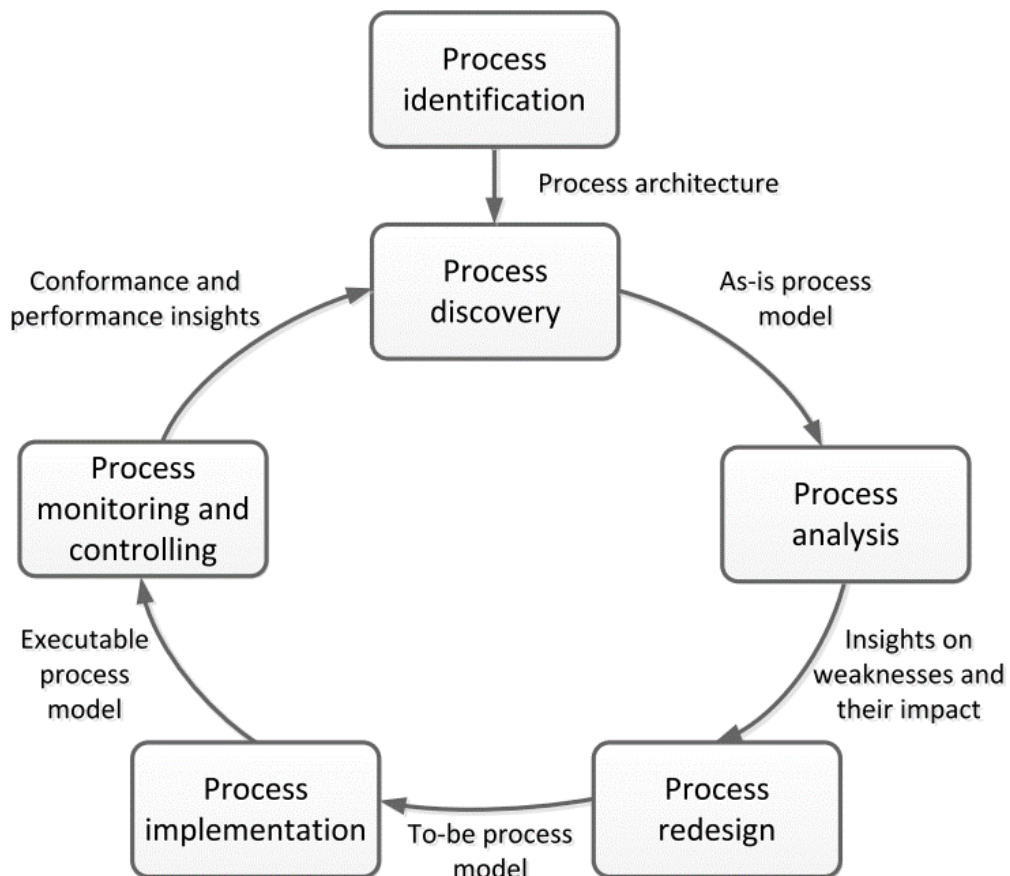 Process
identification
Process architecture
Process
discovery
Conformance and
performance insights
As-is process
model
Process
monitoring and
controlling
Process
analysis
Executable
process
model
Insights on
weaknesses and
their impact
Process
implementation
To-be process
model
Process
redesign